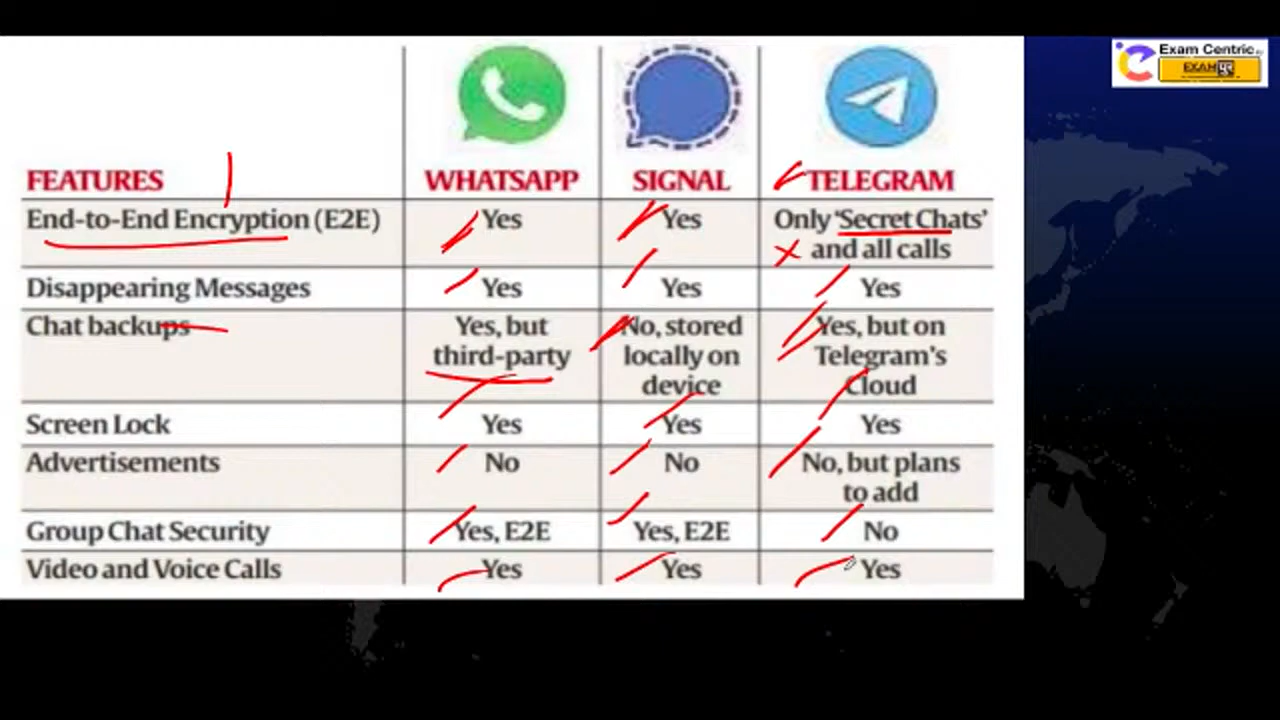 Exam Centric
EXAM पुर
FEATURES WHATSAPP SIGNAL TELEGRAM
End-to-End Encryption (E2E) Yes Yes Only ‘Secret Chats’
and all calls
Disappearing Messages Yes Yes Yes
Chat backups Yes, but No, stored Yes, but on
third-party locally on Telegram's
device Cloud
Screen Lock Yes Yes Yes
Advertisements No No No, but plans
to add
Group Chat Security Yes, E2E Yes, E2E No
Video and Voice Calls Yes Yes Yes